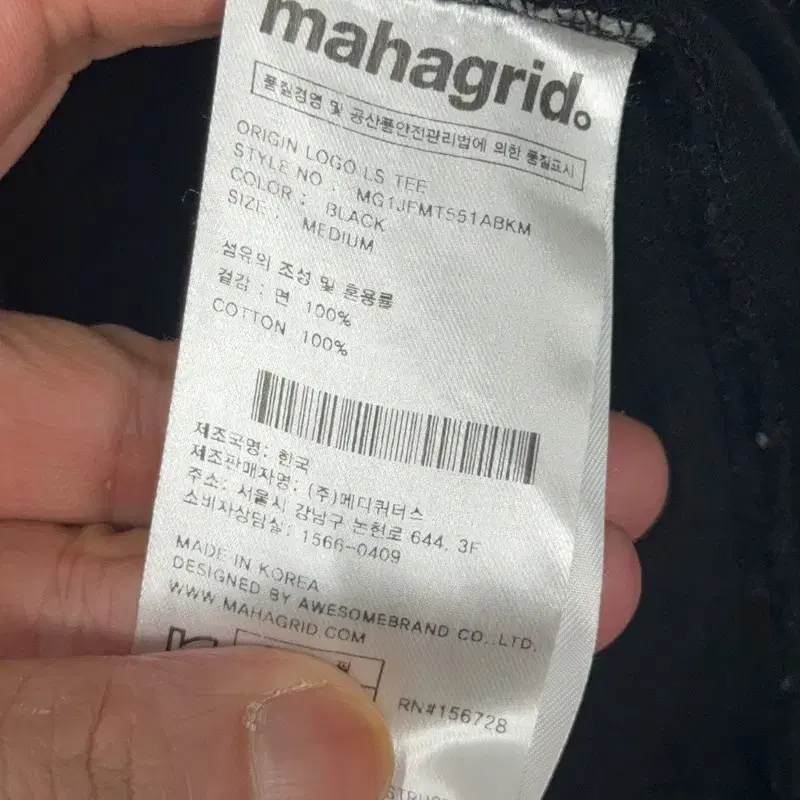 mahagrid.
품질경영 및 공산품안전관리법에 의한 품질표시
ORIGIN LOGO LS TEE
STYLE NO : MG1JFMT551ABKM
COLOR : BLACK
SIZE : MEDIUM
섬유의 조성 및 혼용률
겉감 : 면 100%
COTTON 100%
제조국명: 한국
제조판매자명: (주)메디쿼터스
주소: 서울시 강남구 논현로 644, 3F
소비자상담실: 1566-0409
MADE IN KOREA
DESIGNED BY AWESOMEBRAND CO.,LTD.
WWW.MAHAGRID.COM
RN#156728